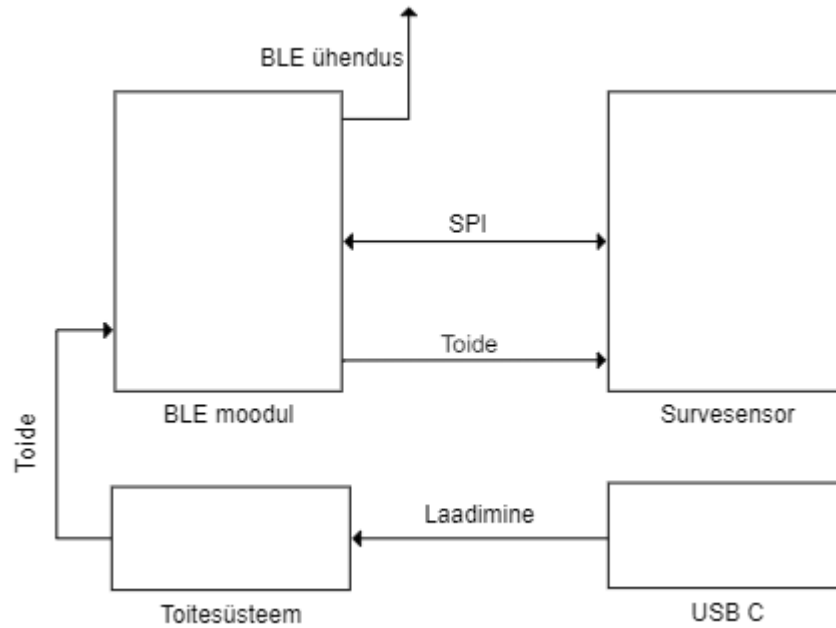 BLE ühendus
SPI
Toide
BLE moodul
Survesensor
Toide
Laadimine
Toitesüsteem
USB C